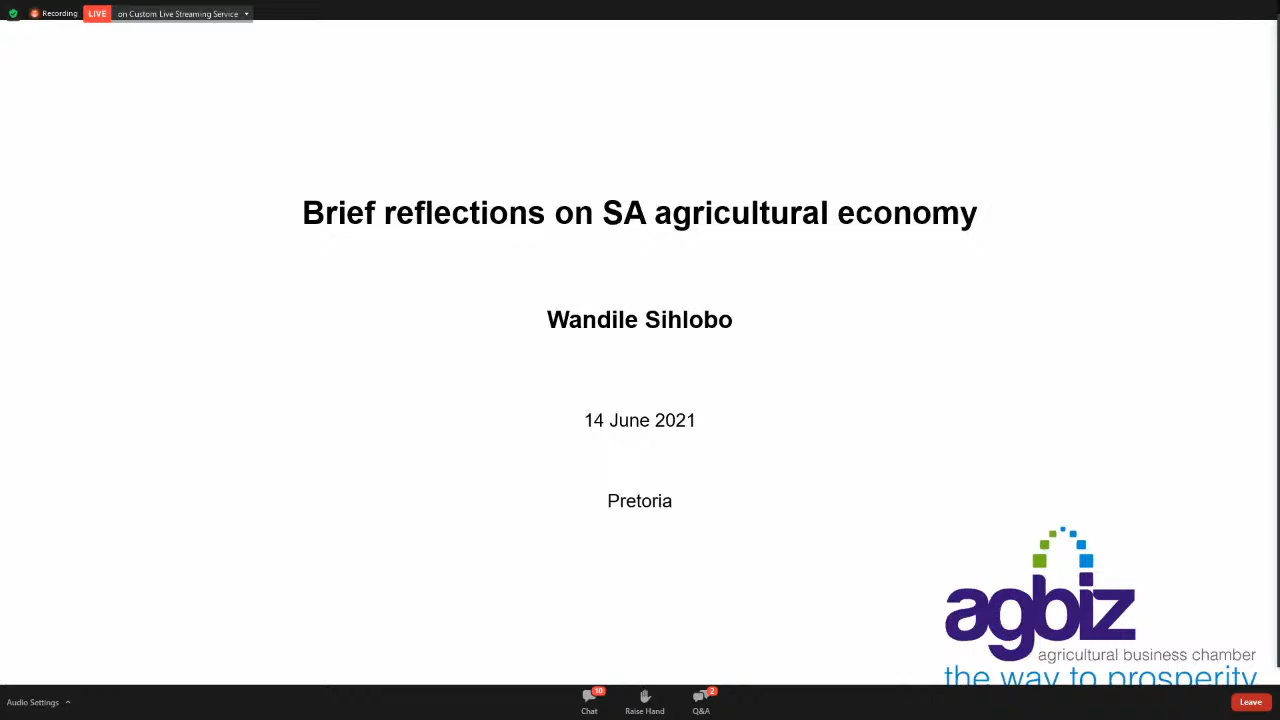 Recording LIVE on Custom Live Streaming Service
Brief reflections on SA agricultural economy
Wandile Sihlobo
14 June 2021
Pretoria
agbiz
agricultural business chamber
the way to prosperity
Audio Settings
10
Chat
Raise Hand
2
Q&A
Leave